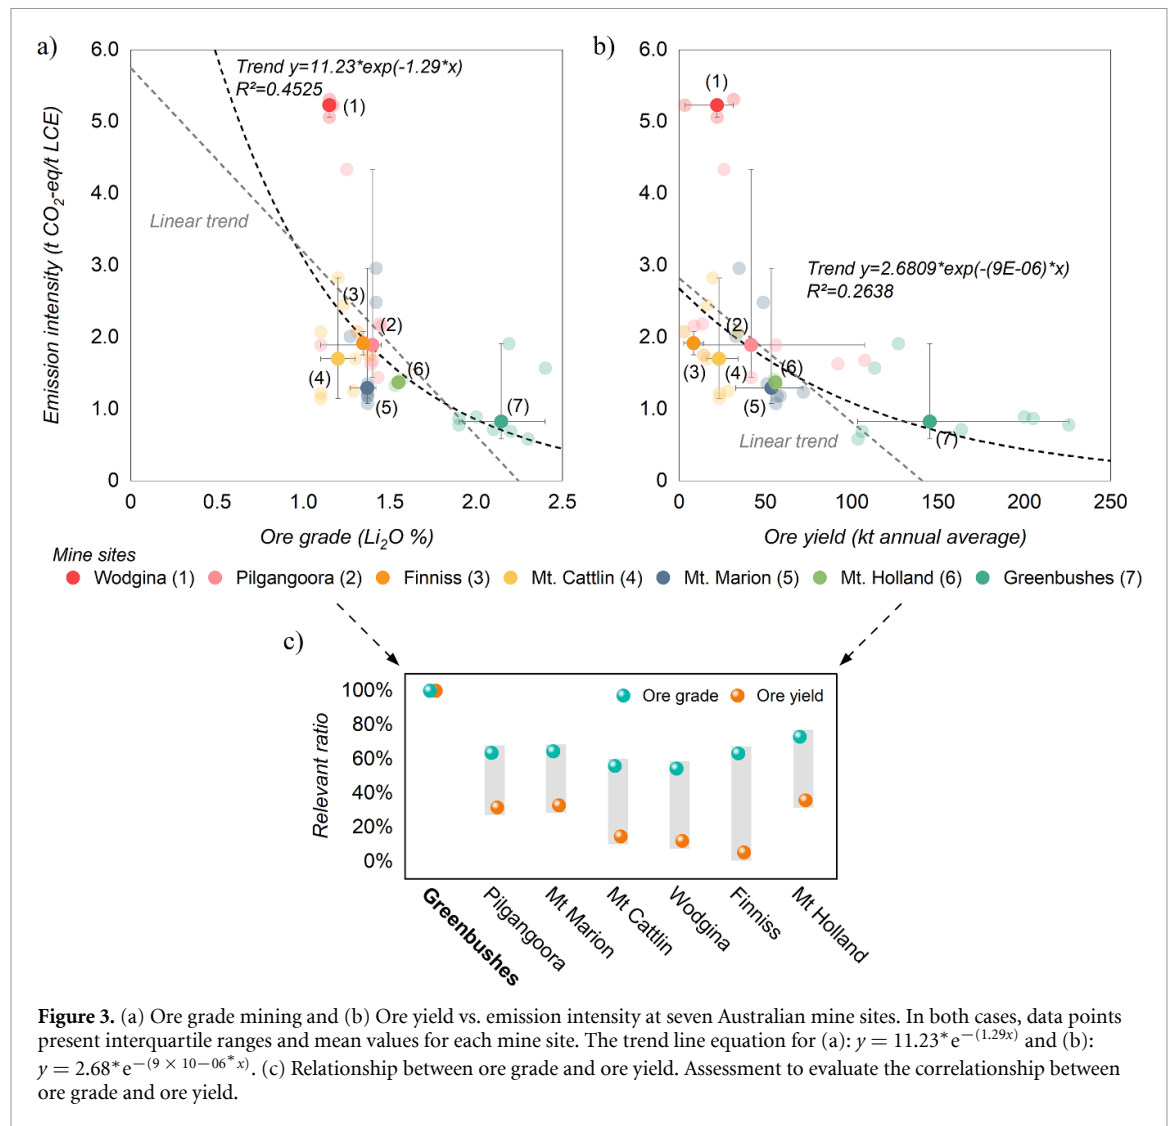 a)
6.0
5.0
4.0
3.0
2.0
1.0
0
Emission intensity (t CO₂-eq/t LCE)
Trend y=11.23*exp(-1.29*x)
R²=0.4525
(1)
Linear trend
(3)
(2)
(4)
(6)
(5)
(7)
0
0.5
1.0
1.5
2.0
2.5
Ore grade (Li₂O %)
b)
6.0
5.0
4.0
3.0
2.0
1.0
0
(1)
Trend y=2.6809*exp(-(9E-06)*x)
R²=0.2638
(2)
(3)
(4)
(6)
(5)
Linear trend
(7)
0
50
100
150
200
250
Ore yield (kt annual average)
Mine sites
Wodgina (1) Pilgangoora (2) Finniss (3) Mt. Cattlin (4) Mt. Marion (5) Mt. Holland (6) Greenbushes (7)
c)
Relevant ratio
100%
80%
60%
40%
20%
0%
Ore grade Ore yield
Greenbushes
Pilgangoora
Mt Marion
Mt Cattlin
Wodgina
Finniss
Mt Holland
Figure 3. (a) Ore grade mining and (b) Ore yield vs. emission intensity at seven Australian mine sites. In both cases, data points
present interquartile ranges and mean values for each mine site. The trend line equation for (a): y = 11.23* e^−(1.29x) and (b):
y = 2.68* e^−(9 × 10−06* x). (c) Relationship between ore grade and ore yield. Assessment to evaluate the correlationship between
ore grade and ore yield.